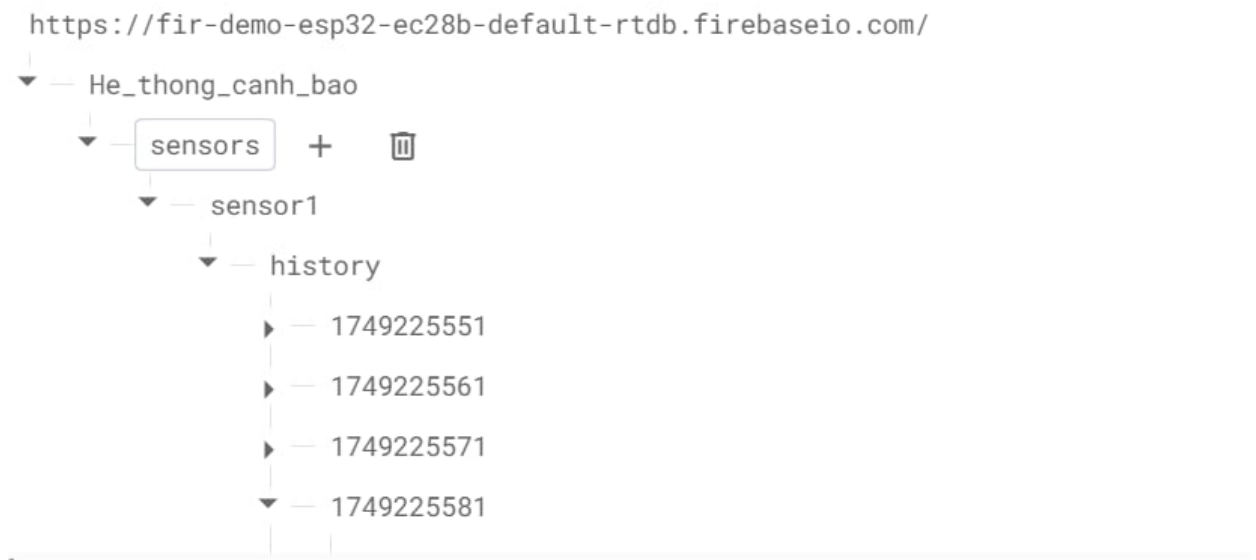 https://fir-demo-esp32-ec28b-default-rtdb.firebaseio.com/
He_thong_canh_bao
sensors
sensor1
history
1749225551
1749225561
1749225571
1749225581